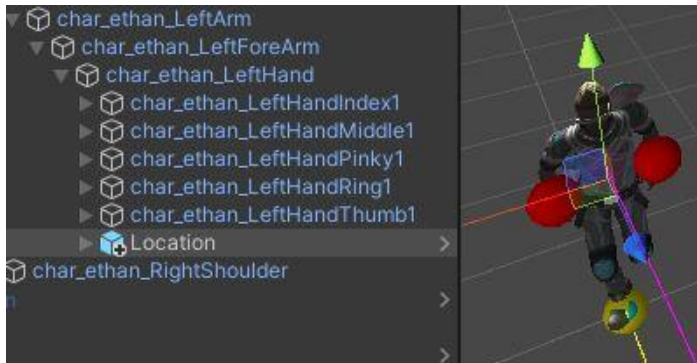 char_ethan_LeftArm
char_ethan_LeftForeArm
char_ethan_LeftHand
char_ethan_LeftHandIndex1
char_ethan_LeftHandMiddle1
char_ethan_LeftHandPinky1
char_ethan_LeftHandRing1
char_ethan_LeftHandThumb1
Location
char_ethan_RightShoulder
n